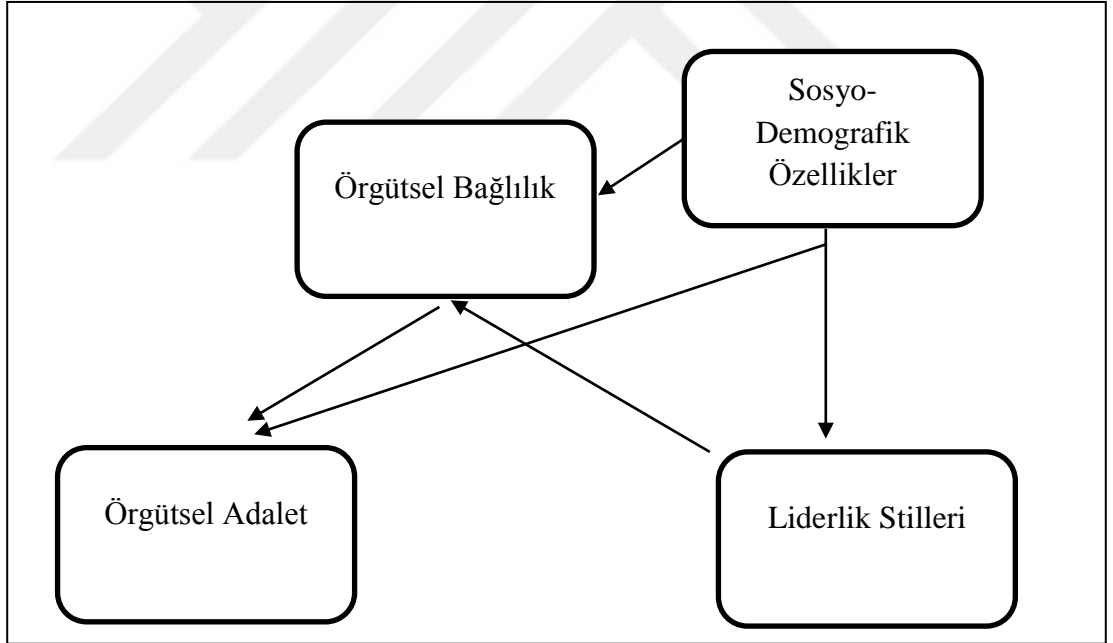 Sosyo-
Demografik
Özellikler
Örgütsel Bağlılık
Örgütsel Adalet
Liderlik Stilleri